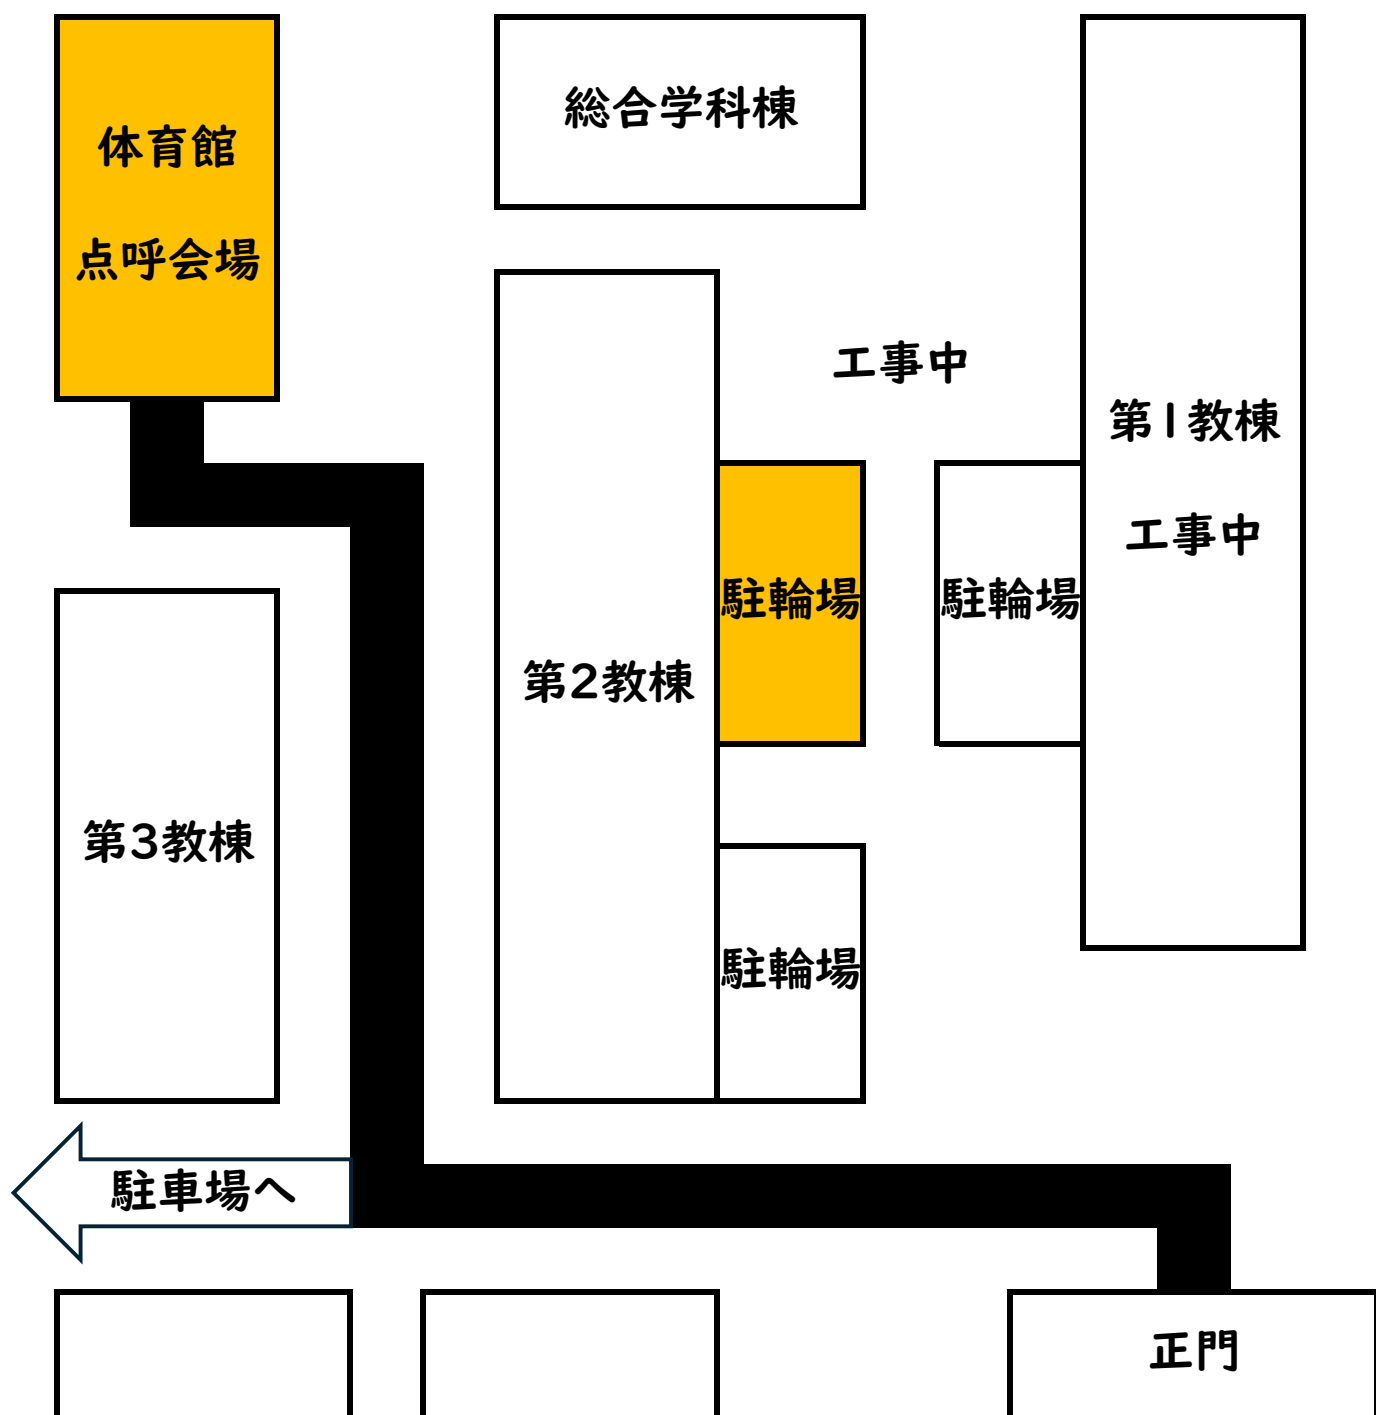 総合学科棟
体育館
点呼会場
工事中
第1教棟
工事中
駐輪場
駐輪場
第2教棟
第3教棟
駐輪場
駐車場へ
正門